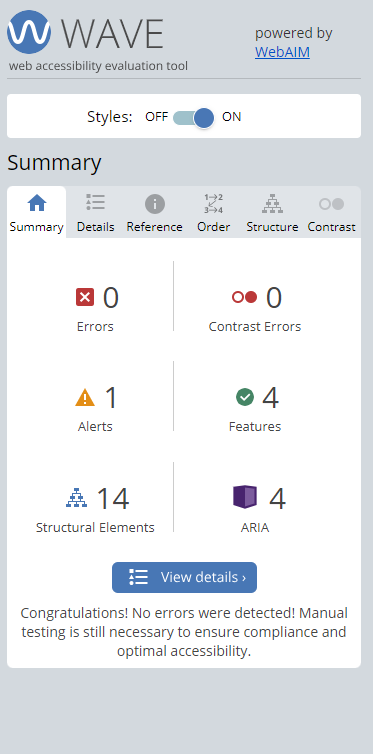 WAVE
web accessibility evaluation tool
powered by
WebAIM
Styles: OFF ON
Summary
Summary Details Reference Order Structure Contrast
0
Errors
0
Contrast Errors
1
Alerts
4
Features
14
Structural Elements
4
ARIA
View details ›
Congratulations! No errors were detected! Manual
testing is still necessary to ensure compliance and
optimal accessibility.